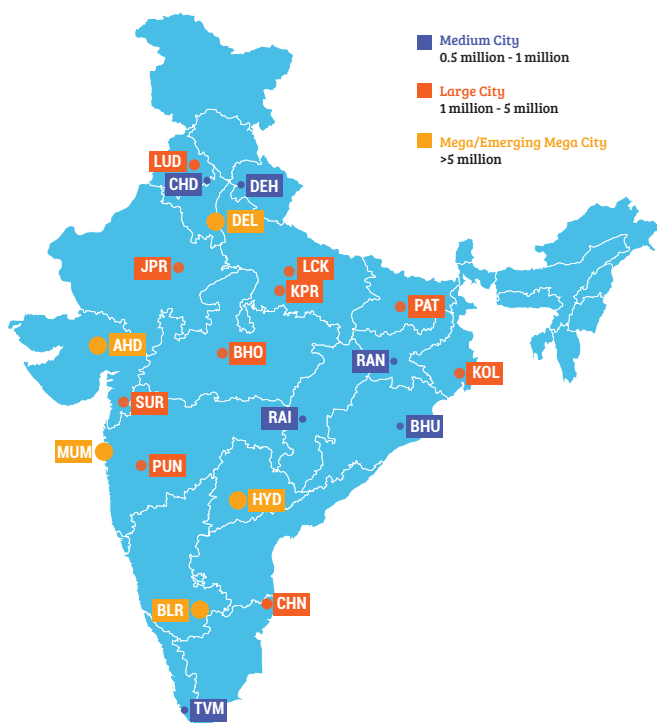 Medium City
0.5 million - 1 million
Large City
1 million - 5 million
Mega/Emerging Mega City
>5 million
LUD
CHD
DEH
DEL
JPR
LCK
KPR
PAT
AHD
BHO
RAN
KOL
SUR
RAI
BHU
MUM
PUN
HYD
BLR
CHN
TVM